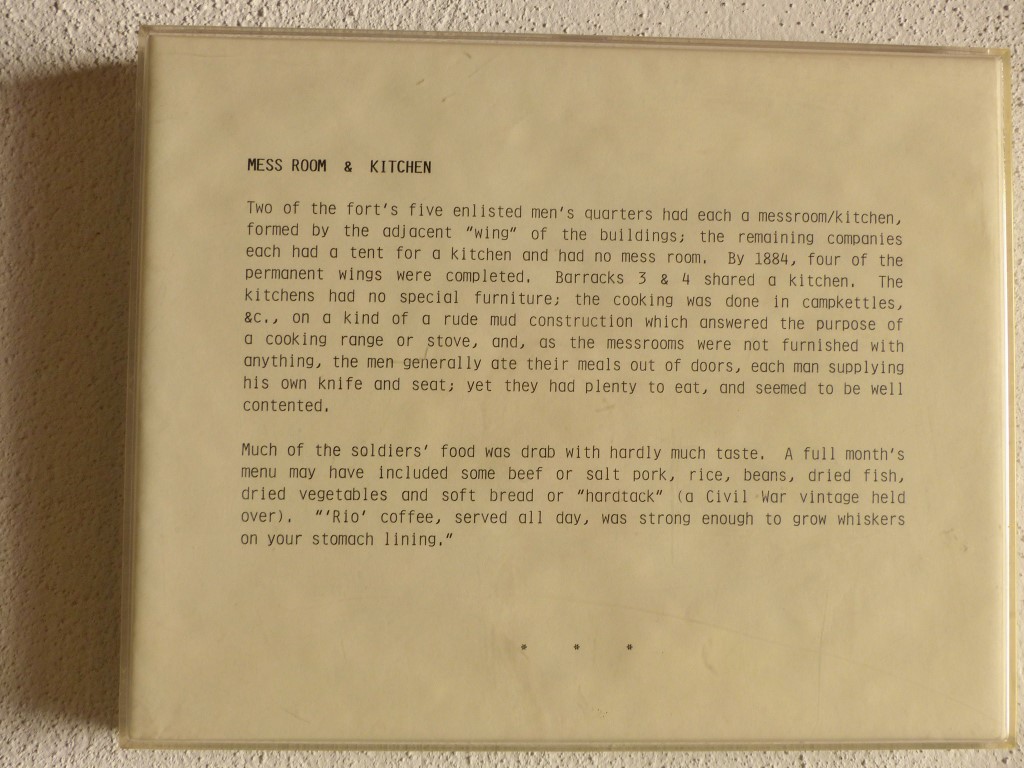 MESS ROOM & KITCHEN
Two of the fort's five enlisted men's quarters had each a messroom/kitchen,
formed by the adjacent "wing" of the buildings; the remaining companies
each had a tent for a kitchen and had no mess room. By 1884, four of the
permanent wings were completed. Barracks 3 & 4 shared a kitchen. The
kitchens had no special furniture; the cooking was done in campkettles,
&c., on a kind of a rude mud construction which answered the purpose of
a cooking range or stove, and, as the messrooms were not furnished with
anything, the men generally ate their meals out of doors, each man supplying
his own knife and seat; yet they had plenty to eat, and seemed to be well
contented.
Much of the soldiers' food was drab with hardly much taste. A full month's
menu may have included some beef or salt pork, rice, beans, dried fish,
dried vegetables and soft bread or "hardtack" (a Civil War vintage held
over). "'Rio' coffee, served all day, was strong enough to grow whiskers
on your stomach lining."
* * *